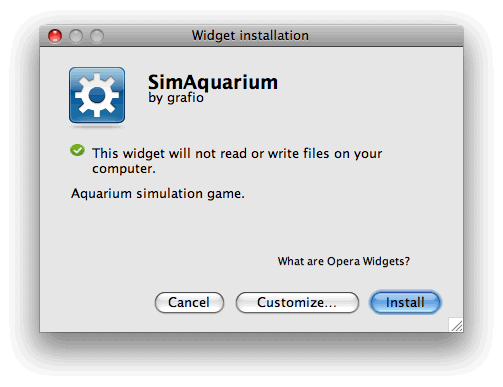 Widget installation
SimAquarium
by grafio
This widget will not read or write files on your
computer.
Aquarium simulation game.
What are Opera Widgets?
Cancel
Customize...
Install